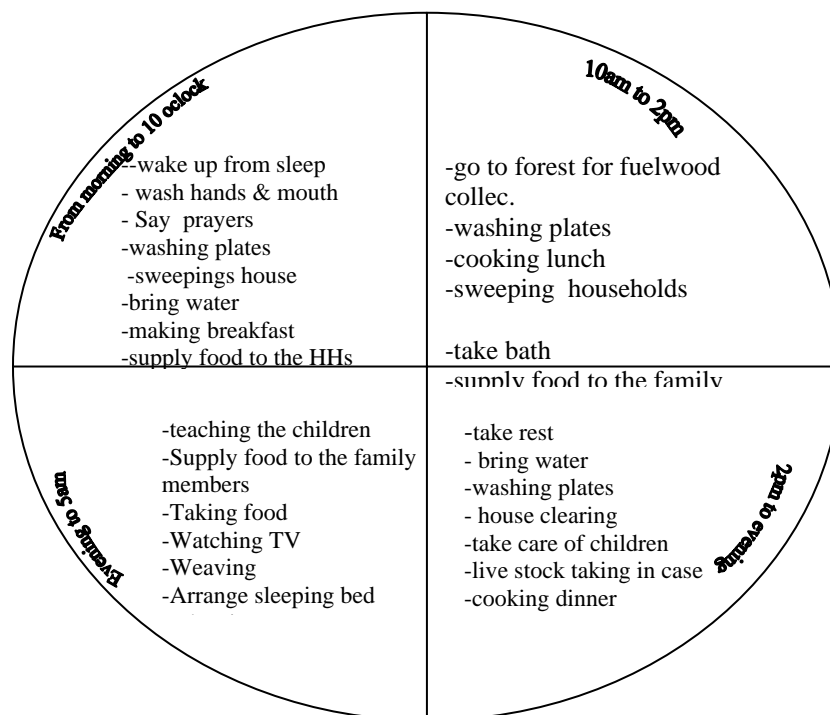 From morning to 10 oclock
--wake up from sleep
- wash hands & mouth
- Say prayers
-washing plates
-sweepings house
-bring water
-making breakfast
-supply food to the HHs
10am to 2pm
-go to forest for fuelwood
collec.
-washing plates
-cooking lunch
-sweeping households
-take bath
-supply food to the family
Evening to 5am
-teaching the children
-Supply food to the family
members
-Taking food
-Watching TV
-Weaving
-Arrange sleeping bed
2pm to evening
-take rest
- bring water
-washing plates
- house clearing
-take care of children
-live stock taking in case
-cooking dinner